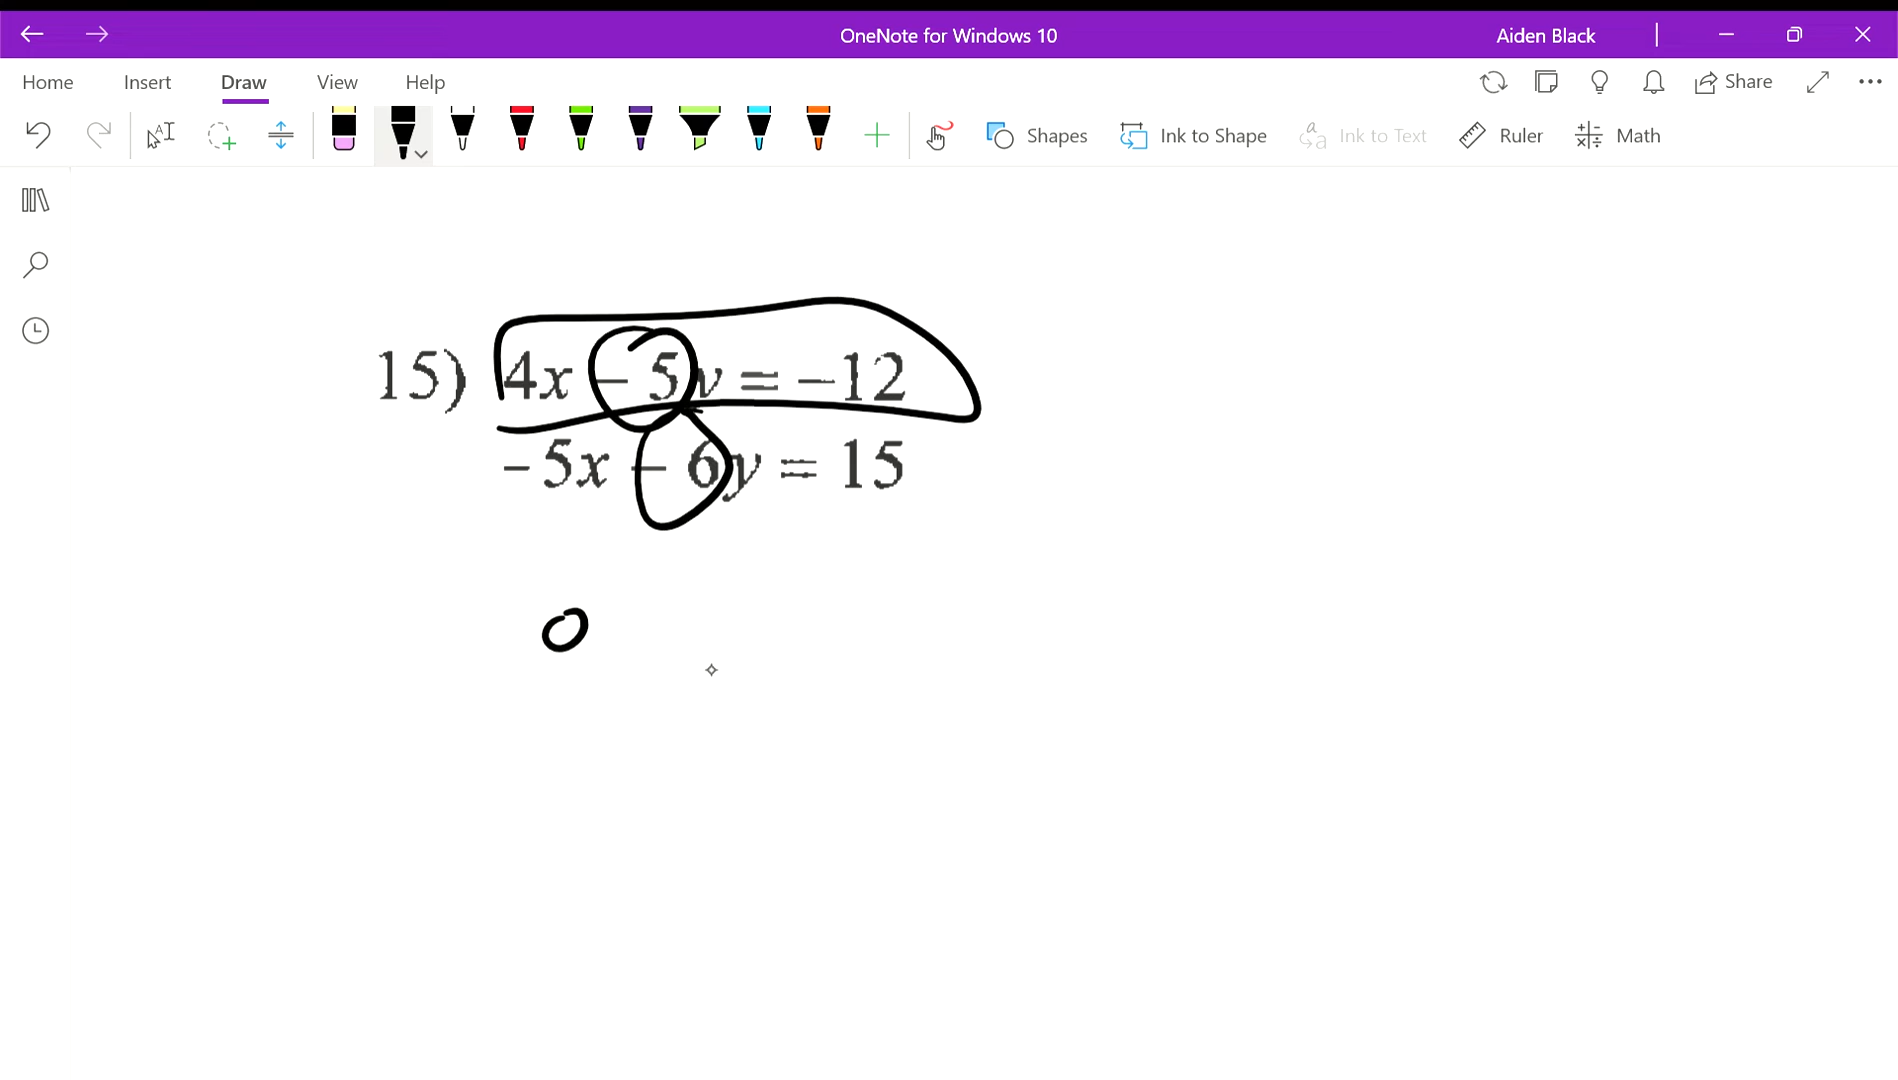 OneNote for Windows 10
Aiden Black
Home Insert Draw View Help
Share
Shapes Ink to Shape Ink to Text Ruler Math
15) 4x − 5y = −12
-5x − 6y = 15
0